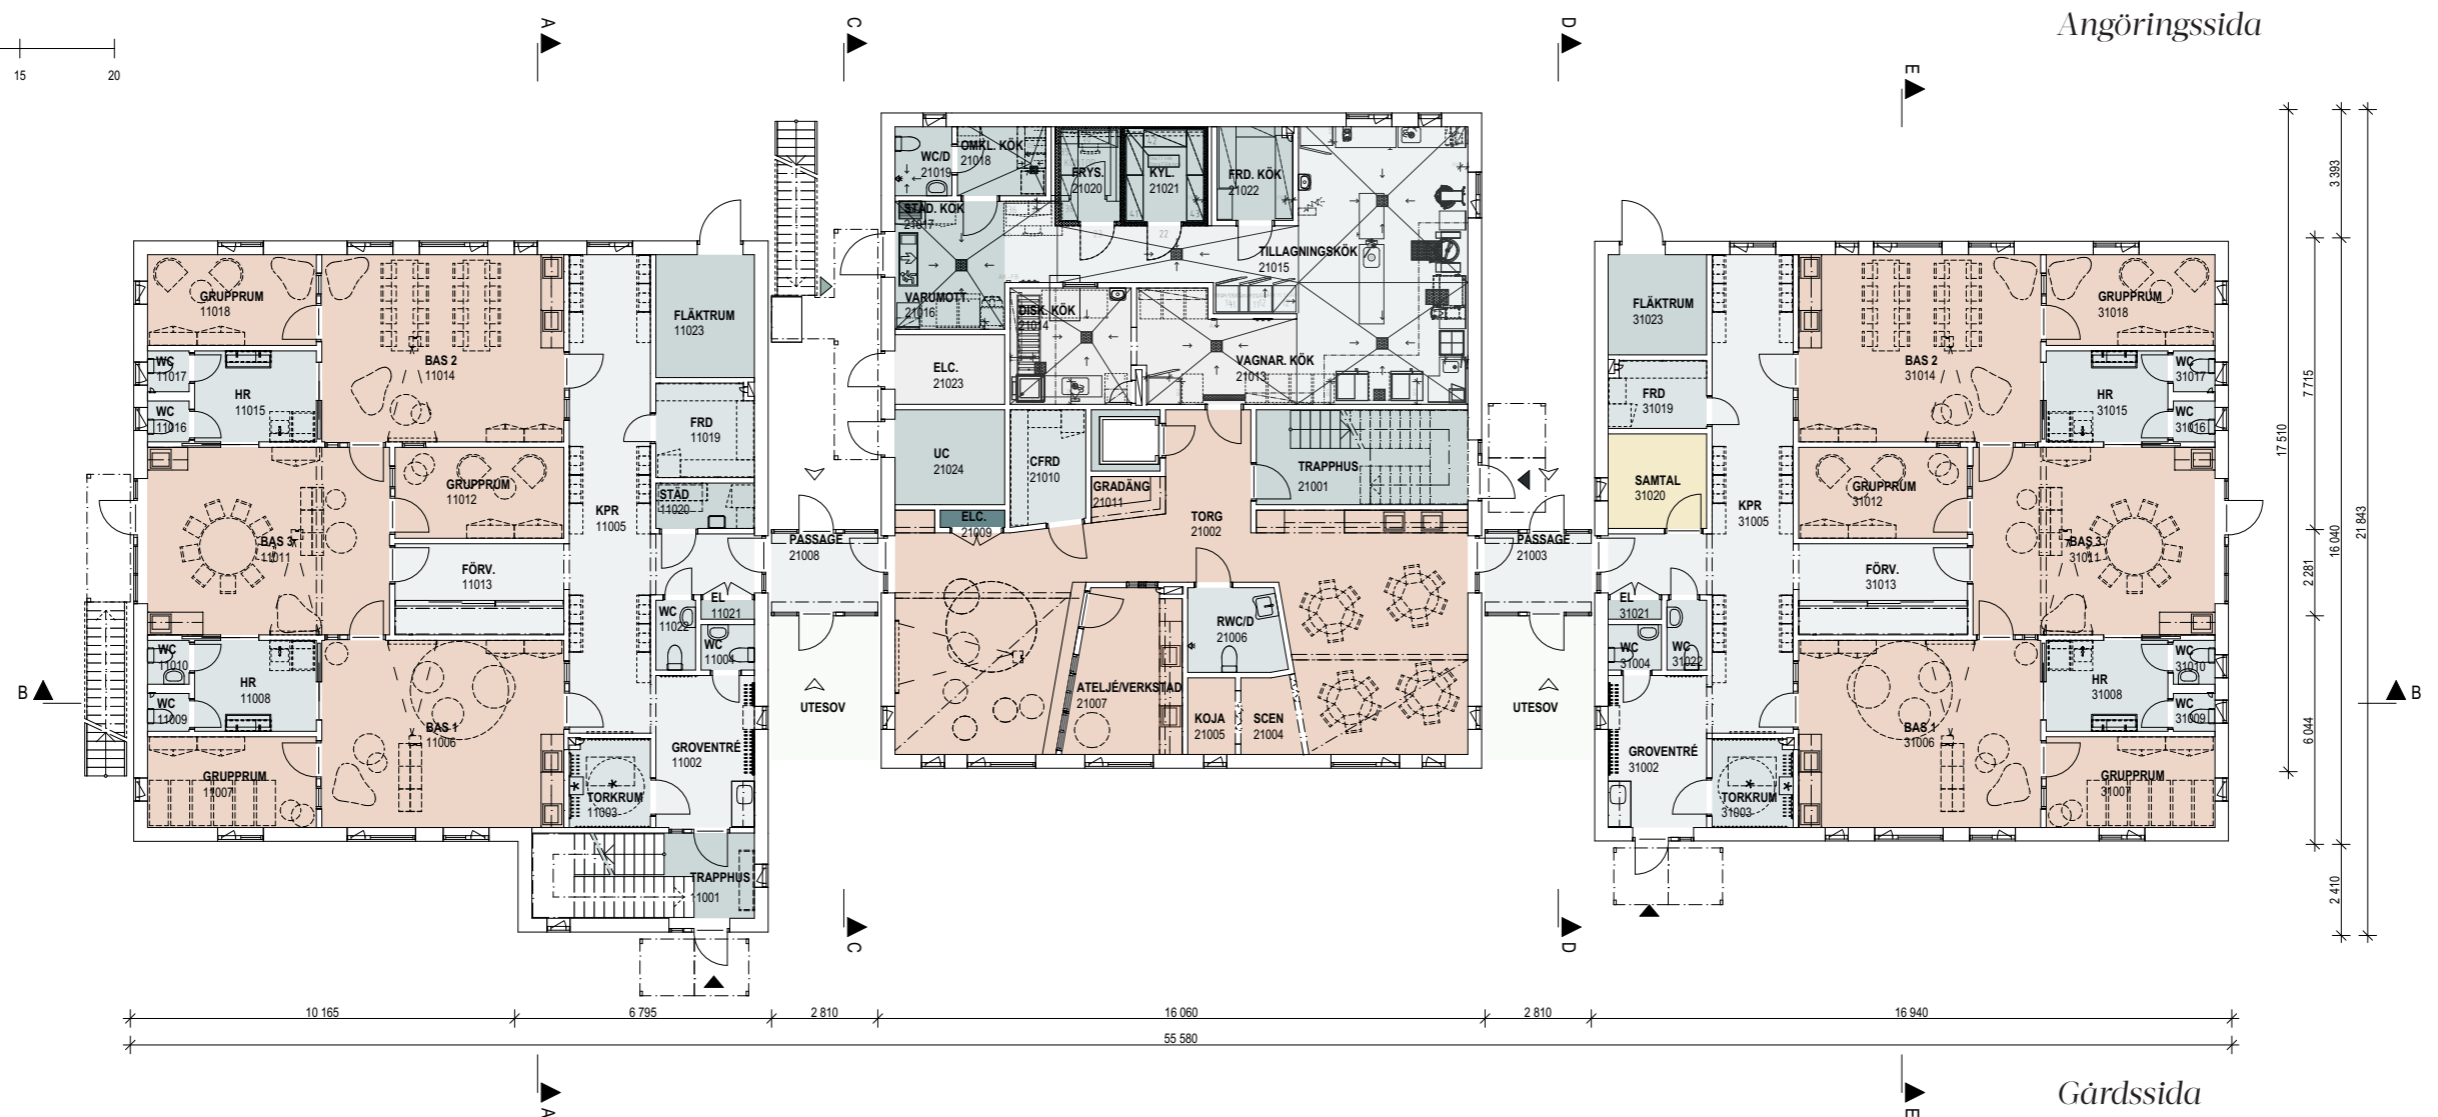 Angöringssida
15
20
A
C
D
E
3 393
7 715
17 510
16 040
21 843
2 281
6 044
2 410
GRUPPRUM
11018
BAS 2
11014
FLÄKTRUM
11023
WC
11017
WC
11016
HR
11015
FRD
11019
GRUPPRUM
11012
STÄD
11020
BAS 3
11011
KPR
11005
FÖRV.
11013
EL
11021
WC
11022
WC
11004
WC
11010
WC
11009
HR
11008
BAS 1
11006
GROVENTRÉ
11002
GRUPPRUM
11007
TORKRUM
11003
TRAPPHUS
11001
WC/D
21019
OMKL. KÖK
21018
FRYS.
21020
KYL.
21021
FRD. KÖK
21022
STÄD. KÖK
21017
TILLAGNINGSKÖK
21015
22
VARUMOTT.
21016
DISK. KÖK
21014
VAGNAR. KÖK
21013
ELC.
21023
UC
21024
CFRD
21010
GRADÄNG
21011
TRAPPHUS
21001
ELC.
21009
TORG
21002
PASSAGE
21008
PASSAGE
21003
RWC/D
21006
ATELJÉ/VERKSTAD
21007
KOJA
21005
SCEN
21004
UTESOV
UTESOV
FLÄKTRUM
31023
BAS 2
31014
GRUPPRUM
31018
FRD
31019
HR
31015
WC
31017
WC
31016
SAMTAL
31020
GRUPPRUM
31012
KPR
31005
BAS 3
31011
FÖRV.
31013
EL
31021
WC
31004
WC
31022
WC
31010
WC
31009
HR
31008
BAS 1
31006
GROVENTRÉ
31002
TORKRUM
31003
GRUPPRUM
31007
B
B
C
D
10 165
6 795
2 810
16 060
2 810
16 940
55 580
A
E
Gårdssida